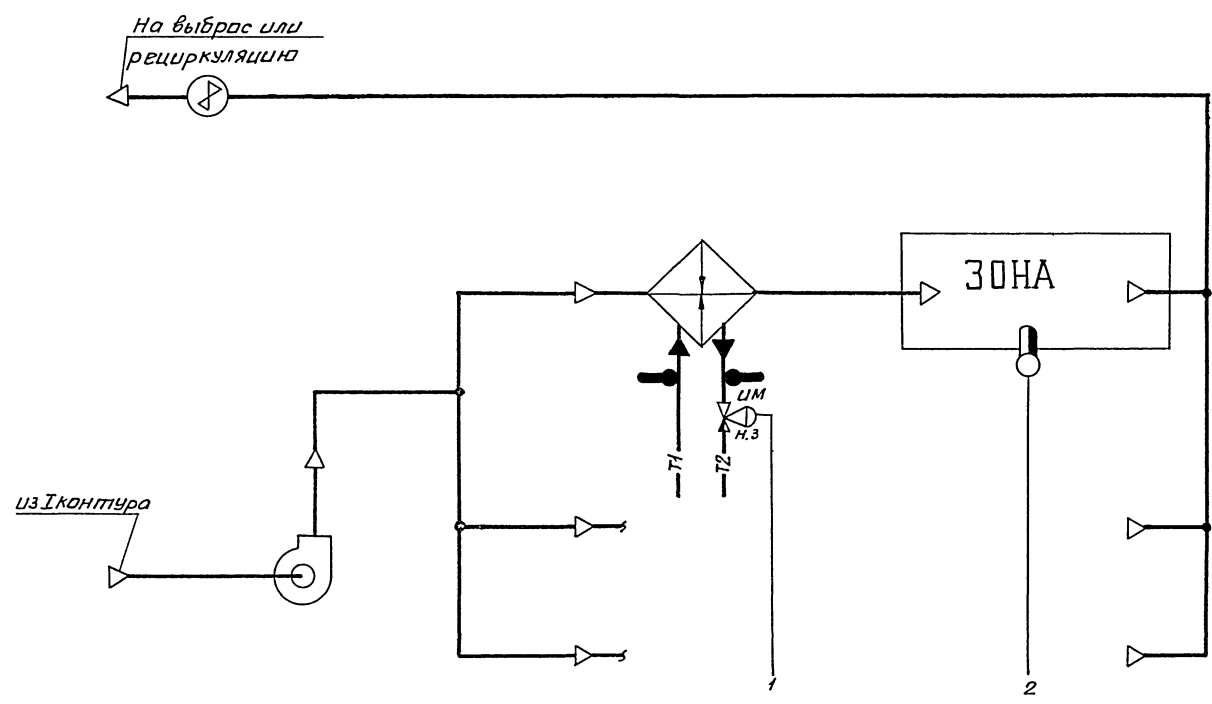 На выброс или
рециркуляцию
ЗОНА
им
н.з
Т1
Т2
из I контура
1
2